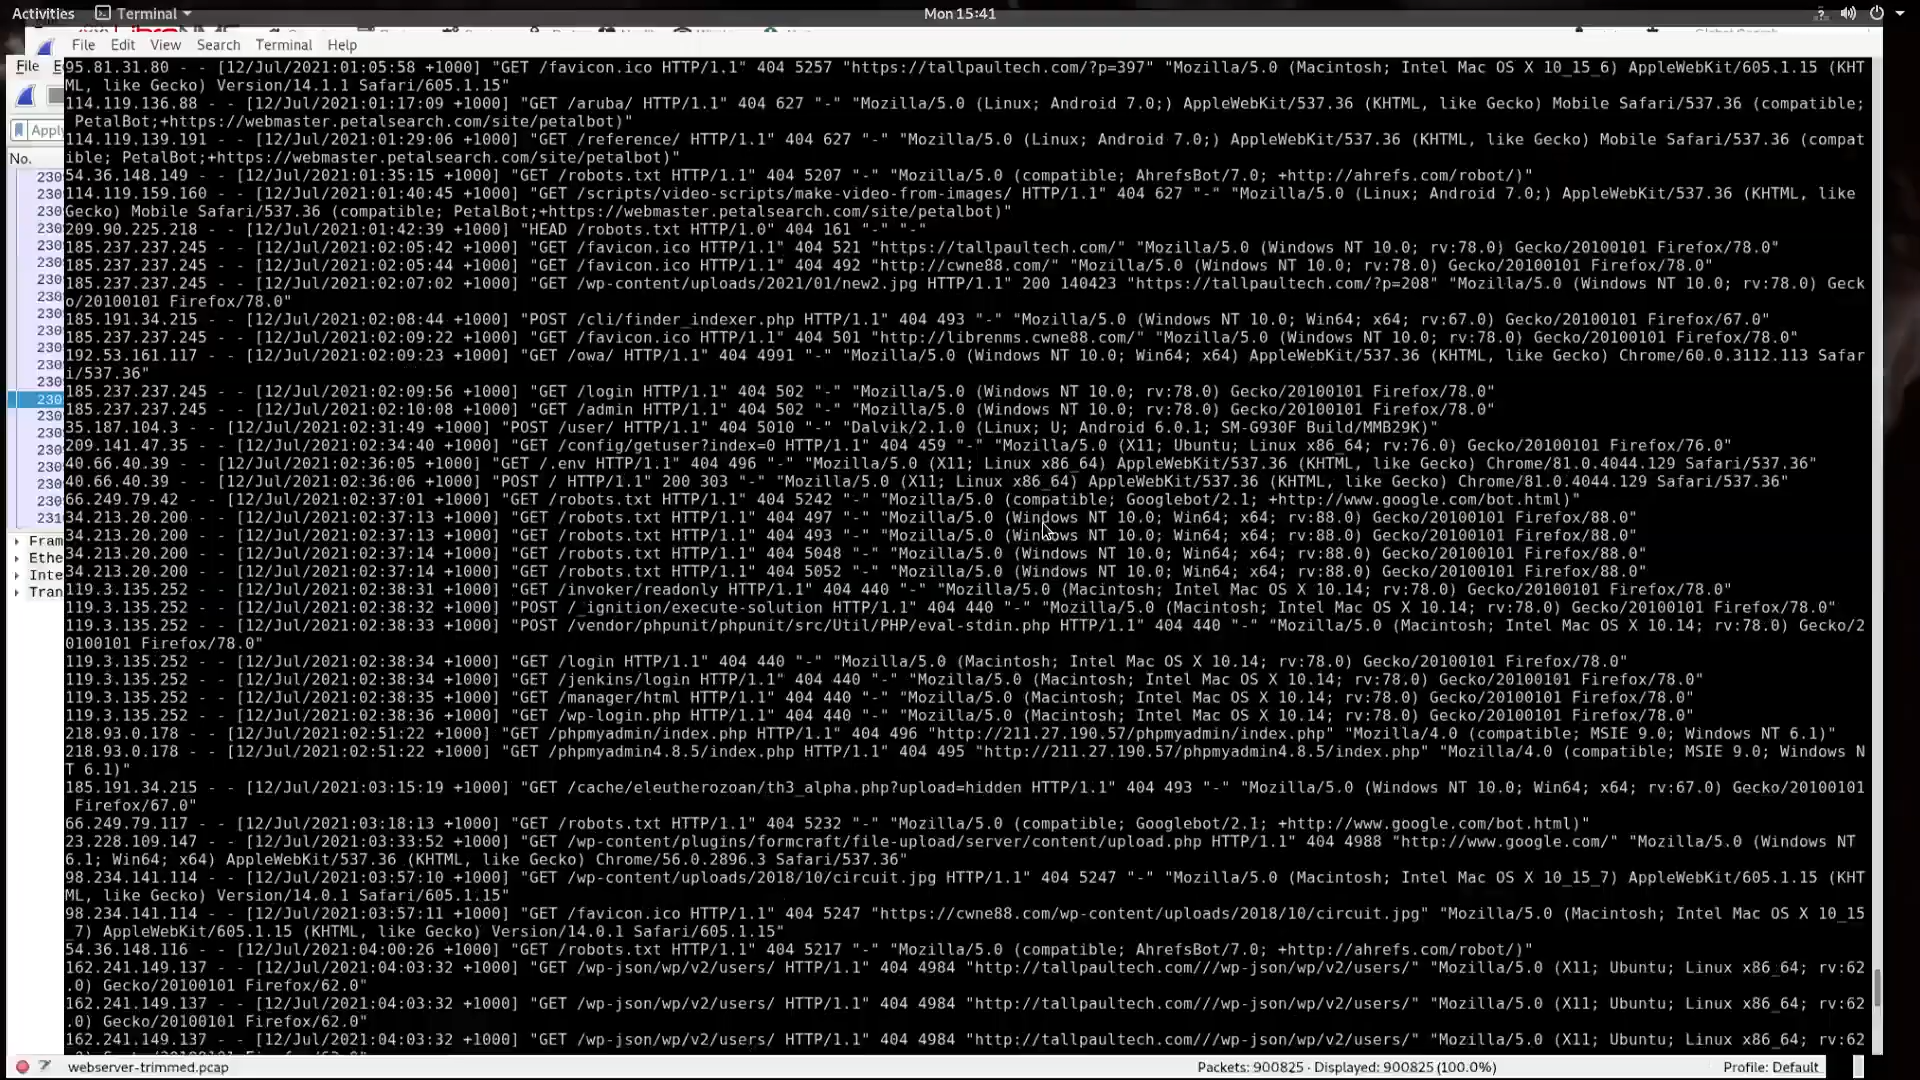 Activities Terminal Mon 15:41
File Edit View Search Terminal Help
File
Apply
No.
95.81.31.80 - - [12/Jul/2021:01:05:58 +1000] "GET /favicon.ico HTTP/1.1" 404 5257 "https://tallpaultech.com/?p=397" "Mozilla/5.0 (Macintosh; Intel Mac OS X 10_15_6) AppleWebKit/605.1.15 (KHT
ML, like Gecko) Version/14.1.1 Safari/605.1.15"
114.119.136.88 - - [12/Jul/2021:01:17:09 +1000] "GET /aruba/ HTTP/1.1" 404 627 "-" "Mozilla/5.0 (Linux; Android 7.0;) AppleWebKit/537.36 (KHTML, like Gecko) Mobile Safari/537.36 (compatible;
PetalBot;+https://webmaster.petalsearch.com/site/petalbot)"
114.119.139.191 - - [12/Jul/2021:01:29:06 +1000] "GET /reference/ HTTP/1.1" 404 627 "-" "Mozilla/5.0 (Linux; Android 7.0;) AppleWebKit/537.36 (KHTML, like Gecko) Mobile Safari/537.36 (compat
ible; PetalBot;+https://webmaster.petalsearch.com/site/petalbot)"
54.36.148.149 - - [12/Jul/2021:01:35:15 +1000] "GET /robots.txt HTTP/1.1" 404 5207 "-" "Mozilla/5.0 (compatible; AhrefsBot/7.0; +http://ahrefs.com/robot/)"
114.119.159.160 - - [12/Jul/2021:01:40:45 +1000] "GET /scripts/video-scripts/make-video-from-images/ HTTP/1.1" 404 627 "-" "Mozilla/5.0 (Linux; Android 7.0;) AppleWebKit/537.36 (KHTML, like
Gecko) Mobile Safari/537.36 (compatible; PetalBot;+https://webmaster.petalsearch.com/site/petalbot)"
209.90.225.218 - - [12/Jul/2021:01:42:39 +1000] "HEAD /robots.txt HTTP/1.0" 404 161 "-" "-"
185.237.237.245 - - [12/Jul/2021:02:05:42 +1000] "GET /favicon.ico HTTP/1.1" 404 521 "https://tallpaultech.com/" "Mozilla/5.0 (Windows NT 10.0; rv:78.0) Gecko/20100101 Firefox/78.0"
185.237.237.245 - - [12/Jul/2021:02:05:44 +1000] "GET /favicon.ico HTTP/1.1" 404 492 "http://cwne88.com/" "Mozilla/5.0 (Windows NT 10.0; rv:78.0) Gecko/20100101 Firefox/78.0"
185.237.237.245 - - [12/Jul/2021:02:07:02 +1000] "GET /wp-content/uploads/2021/01/new2.jpg HTTP/1.1" 200 140423 "https://tallpaultech.com/?p=208" "Mozilla/5.0 (Windows NT 10.0; rv:78.0) Geck
o/20100101 Firefox/78.0"
185.191.34.215 - - [12/Jul/2021:02:08:44 +1000] "POST /cli/finder_indexer.php HTTP/1.1" 404 493 "-" "Mozilla/5.0 (Windows NT 10.0; Win64; x64; rv:67.0) Gecko/20100101 Firefox/67.0"
185.237.237.245 - - [12/Jul/2021:02:09:22 +1000] "GET /favicon.ico HTTP/1.1" 404 501 "http://librenms.cwne88.com/" "Mozilla/5.0 (Windows NT 10.0; rv:78.0) Gecko/20100101 Firefox/78.0"
192.53.161.117 - - [12/Jul/2021:02:09:23 +1000] "GET /owa/ HTTP/1.1" 404 4991 "-" "Mozilla/5.0 (Windows NT 10.0; Win64; x64) AppleWebKit/537.36 (KHTML, like Gecko) Chrome/60.0.3112.113 Safar
i/537.36"
185.237.237.245 - - [12/Jul/2021:02:09:56 +1000] "GET /login HTTP/1.1" 404 502 "-" "Mozilla/5.0 (Windows NT 10.0; rv:78.0) Gecko/20100101 Firefox/78.0"
185.237.237.245 - - [12/Jul/2021:02:10:08 +1000] "GET /admin HTTP/1.1" 404 502 "-" "Mozilla/5.0 (Windows NT 10.0; rv:78.0) Gecko/20100101 Firefox/78.0"
35.187.104.3 - - [12/Jul/2021:02:31:49 +1000] "POST /user/ HTTP/1.1" 404 5010 "-" "Dalvik/2.1.0 (Linux; U; Android 6.0.1; SM-G930F Build/MMB29K)"
209.141.47.35 - - [12/Jul/2021:02:34:40 +1000] "GET /config/getuser?index=0 HTTP/1.1" 404 459 "-" "Mozilla/5.0 (X11; Ubuntu; Linux x86_64; rv:76.0) Gecko/20100101 Firefox/76.0"
40.66.40.39 - - [12/Jul/2021:02:36:05 +1000] "GET /.env HTTP/1.1" 404 496 "-" "Mozilla/5.0 (X11; Linux x86_64) AppleWebKit/537.36 (KHTML, like Gecko) Chrome/81.0.4044.129 Safari/537.36"
40.66.40.39 - - [12/Jul/2021:02:36:06 +1000] "POST / HTTP/1.1" 200 303 "-" "Mozilla/5.0 (X11; Linux x86_64) AppleWebKit/537.36 (KHTML, like Gecko) Chrome/81.0.4044.129 Safari/537.36"
66.249.79.42 - - [12/Jul/2021:02:37:01 +1000] "GET /robots.txt HTTP/1.1" 404 5242 "-" "Mozilla/5.0 (compatible; Googlebot/2.1; +http://www.google.com/bot.html)"
34.213.20.200 - - [12/Jul/2021:02:37:13 +1000] "GET /robots.txt HTTP/1.1" 404 497 "-" "Mozilla/5.0 (Windows NT 10.0; Win64; x64; rv:88.0) Gecko/20100101 Firefox/88.0"
34.213.20.200 - - [12/Jul/2021:02:37:13 +1000] "GET /robots.txt HTTP/1.1" 404 493 "-" "Mozilla/5.0 (Windows NT 10.0; Win64; x64; rv:88.0) Gecko/20100101 Firefox/88.0"
34.213.20.200 - - [12/Jul/2021:02:37:14 +1000] "GET /robots.txt HTTP/1.1" 404 5048 "-" "Mozilla/5.0 (Windows NT 10.0; Win64; x64; rv:88.0) Gecko/20100101 Firefox/88.0"
34.213.20.200 - - [12/Jul/2021:02:37:14 +1000] "GET /robots.txt HTTP/1.1" 404 5052 "-" "Mozilla/5.0 (Windows NT 10.0; Win64; x64; rv:88.0) Gecko/20100101 Firefox/88.0"
119.3.135.252 - - [12/Jul/2021:02:38:31 +1000] "GET /invoker/readonly HTTP/1.1" 404 440 "-" "Mozilla/5.0 (Macintosh; Intel Mac OS X 10.14; rv:78.0) Gecko/20100101 Firefox/78.0"
119.3.135.252 - - [12/Jul/2021:02:38:32 +1000] "POST /_ignition/execute-solution HTTP/1.1" 404 440 "-" "Mozilla/5.0 (Macintosh; Intel Mac OS X 10.14; rv:78.0) Gecko/20100101 Firefox/78.0"
119.3.135.252 - - [12/Jul/2021:02:38:33 +1000] "POST /vendor/phpunit/phpunit/src/Util/PHP/eval-stdin.php HTTP/1.1" 404 440 "-" "Mozilla/5.0 (Macintosh; Intel Mac OS X 10.14; rv:78.0) Gecko/2
0100101 Firefox/78.0"
119.3.135.252 - - [12/Jul/2021:02:38:34 +1000] "GET /login HTTP/1.1" 404 440 "-" "Mozilla/5.0 (Macintosh; Intel Mac OS X 10.14; rv:78.0) Gecko/20100101 Firefox/78.0"
119.3.135.252 - - [12/Jul/2021:02:38:34 +1000] "GET /jenkins/login HTTP/1.1" 404 440 "-" "Mozilla/5.0 (Macintosh; Intel Mac OS X 10.14; rv:78.0) Gecko/20100101 Firefox/78.0"
119.3.135.252 - - [12/Jul/2021:02:38:35 +1000] "GET /manager/html HTTP/1.1" 404 440 "-" "Mozilla/5.0 (Macintosh; Intel Mac OS X 10.14; rv:78.0) Gecko/20100101 Firefox/78.0"
119.3.135.252 - - [12/Jul/2021:02:38:36 +1000] "GET /wp-login.php HTTP/1.1" 404 440 "-" "Mozilla/5.0 (Macintosh; Intel Mac OS X 10.14; rv:78.0) Gecko/20100101 Firefox/78.0"
218.93.0.178 - - [12/Jul/2021:02:51:22 +1000] "GET /phpmyadmin/index.php HTTP/1.1" 404 496 "http://211.27.190.57/phpmyadmin/index.php" "Mozilla/4.0 (compatible; MSIE 9.0; Windows NT 6.1)"
218.93.0.178 - - [12/Jul/2021:02:51:22 +1000] "GET /phpmyadmin4.8.5/index.php HTTP/1.1" 404 495 "http://211.27.190.57/phpmyadmin4.8.5/index.php" "Mozilla/4.0 (compatible; MSIE 9.0; Windows N
T 6.1)"
185.191.34.215 - - [12/Jul/2021:03:15:19 +1000] "GET /cache/eleutherozoan/th3_alpha.php?upload=hidden HTTP/1.1" 404 493 "-" "Mozilla/5.0 (Windows NT 10.0; Win64; x64; rv:67.0) Gecko/20100101
Firefox/67.0"
66.249.79.117 - - [12/Jul/2021:03:18:13 +1000] "GET /robots.txt HTTP/1.1" 404 5232 "-" "Mozilla/5.0 (compatible; Googlebot/2.1; +http://www.google.com/bot.html)"
23.228.109.147 - - [12/Jul/2021:03:33:52 +1000] "GET /wp-content/plugins/formcraft/file-upload/server/content/upload.php HTTP/1.1" 404 4988 "http://www.google.com/" "Mozilla/5.0 (Windows NT
6.1; Win64; x64) AppleWebKit/537.36 (KHTML, like Gecko) Chrome/56.0.2896.3 Safari/537.36"
98.234.141.114 - - [12/Jul/2021:03:57:10 +1000] "GET /wp-content/uploads/2018/10/circuit.jpg HTTP/1.1" 404 5247 "-" "Mozilla/5.0 (Macintosh; Intel Mac OS X 10_15_7) AppleWebKit/605.1.15 (KHT
ML, like Gecko) Version/14.0.1 Safari/605.1.15"
98.234.141.114 - - [12/Jul/2021:03:57:11 +1000] "GET /favicon.ico HTTP/1.1" 404 5247 "https://cwne88.com/wp-content/uploads/2018/10/circuit.jpg" "Mozilla/5.0 (Macintosh; Intel Mac OS X 10_15
_7) AppleWebKit/605.1.15 (KHTML, like Gecko) Version/14.0.1 Safari/605.1.15"
54.36.148.116 - - [12/Jul/2021:04:00:26 +1000] "GET /robots.txt HTTP/1.1" 404 5217 "-" "Mozilla/5.0 (compatible; AhrefsBot/7.0; +http://ahrefs.com/robot/)"
162.241.149.137 - - [12/Jul/2021:04:03:32 +1000] "GET /wp-json/wp/v2/users/ HTTP/1.1" 404 4984 "http://tallpaultech.com///wp-json/wp/v2/users/" "Mozilla/5.0 (X11; Ubuntu; Linux x86_64; rv:62
.0) Gecko/20100101 Firefox/62.0"
162.241.149.137 - - [12/Jul/2021:04:03:32 +1000] "GET /wp-json/wp/v2/users/ HTTP/1.1" 404 4984 "http://tallpaultech.com///wp-json/wp/v2/users/" "Mozilla/5.0 (X11; Ubuntu; Linux x86_64; rv:62
.0) Gecko/20100101 Firefox/62.0"
162.241.149.137 - - [12/Jul/2021:04:03:32 +1000] "GET /wp-json/wp/v2/users/ HTTP/1.1" 404 4984 "http://tallpaultech.com///wp-json/wp/v2/users/" "Mozilla/5.0 (X11; Ubuntu; Linux x86_64; rv:62
Fram
Ethe
Inte
Tran
webserver-trimmed.pcap Packets: 900825 · Displayed: 900825 (100.0%) Profile: Default